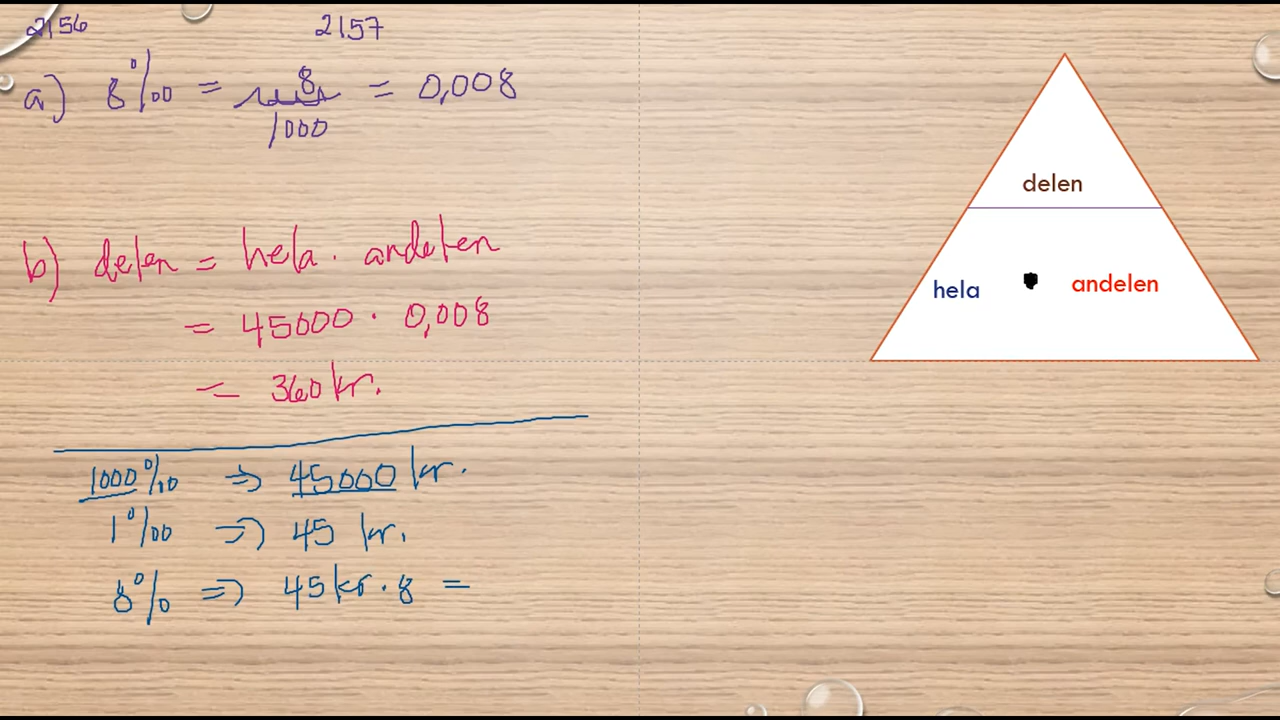 2156
2157
a) 8‰ = 8/1000 = 0,008
b) delen = hela · andelen
= 45000 · 0,008
= 360 kr.
1000‰ ⇒ 45000 kr.
1‰ ⇒ 45 kr.
8% ⇒ 45 kr · 8 =
delen
hela · andelen